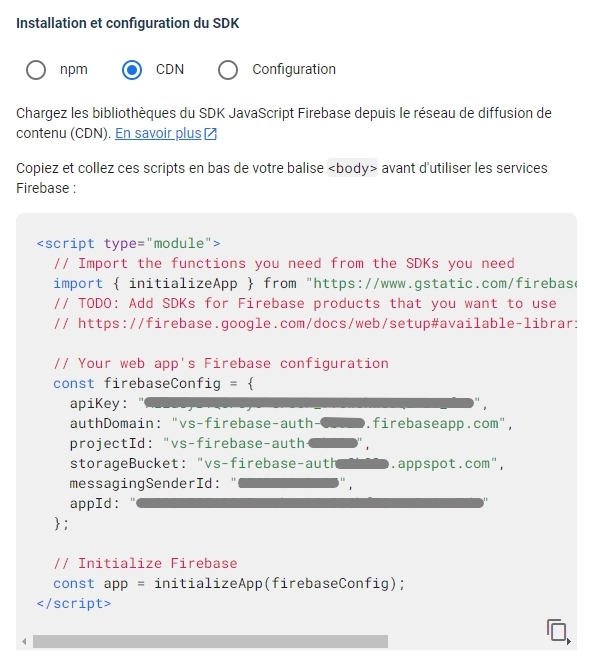 Installation et configuration du SDK
npm CDN Configuration
Chargez les bibliothèques du SDK JavaScript Firebase depuis le réseau de diffusion de
contenu (CDN). En savoir plus
Copiez et collez ces scripts en bas de votre balise <body> avant d'utiliser les services
Firebase :
<script type="module">
// Import the functions you need from the SDKs you need
import { initializeApp } from "https://www.gstatic.com/firebase
// TODO: Add SDKs for Firebase products that you want to use
// https://firebase.google.com/docs/web/setup#available-librar
// Your web app's Firebase configuration
const firebaseConfig = {
apiKey: "",
authDomain: "vs-firebase-auth-.firebaseapp.com",
projectId: "vs-firebase-auth-",
storageBucket: "vs-firebase-auth.appspot.com",
messagingSenderId: "",
appId: ""
};
// Initialize Firebase
const app = initializeApp(firebaseConfig);
</script>